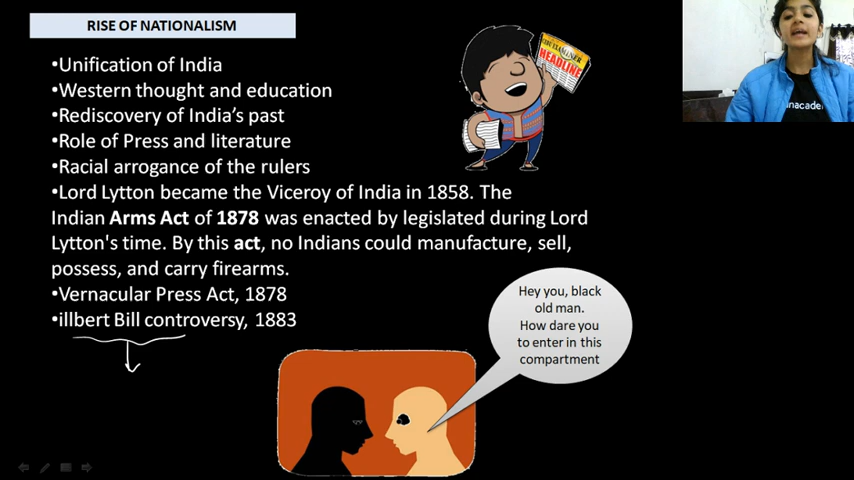 RISE OF NATIONALISM
•Unification of India
•Western thought and education
•Rediscovery of India's past
•Role of Press and literature
•Racial arrogance of the rulers
•Lord Lytton became the Viceroy of India in 1858. The
Indian Arms Act of 1878 was enacted by legislated during Lord
Lytton's time. By this act, no Indians could manufacture, sell,
possess, and carry firearms.
•Vernacular Press Act, 1878
•illbert Bill controversy, 1883
HEADLINE
Hey you, black
old man.
How dare you
to enter in this
compartment
nacade